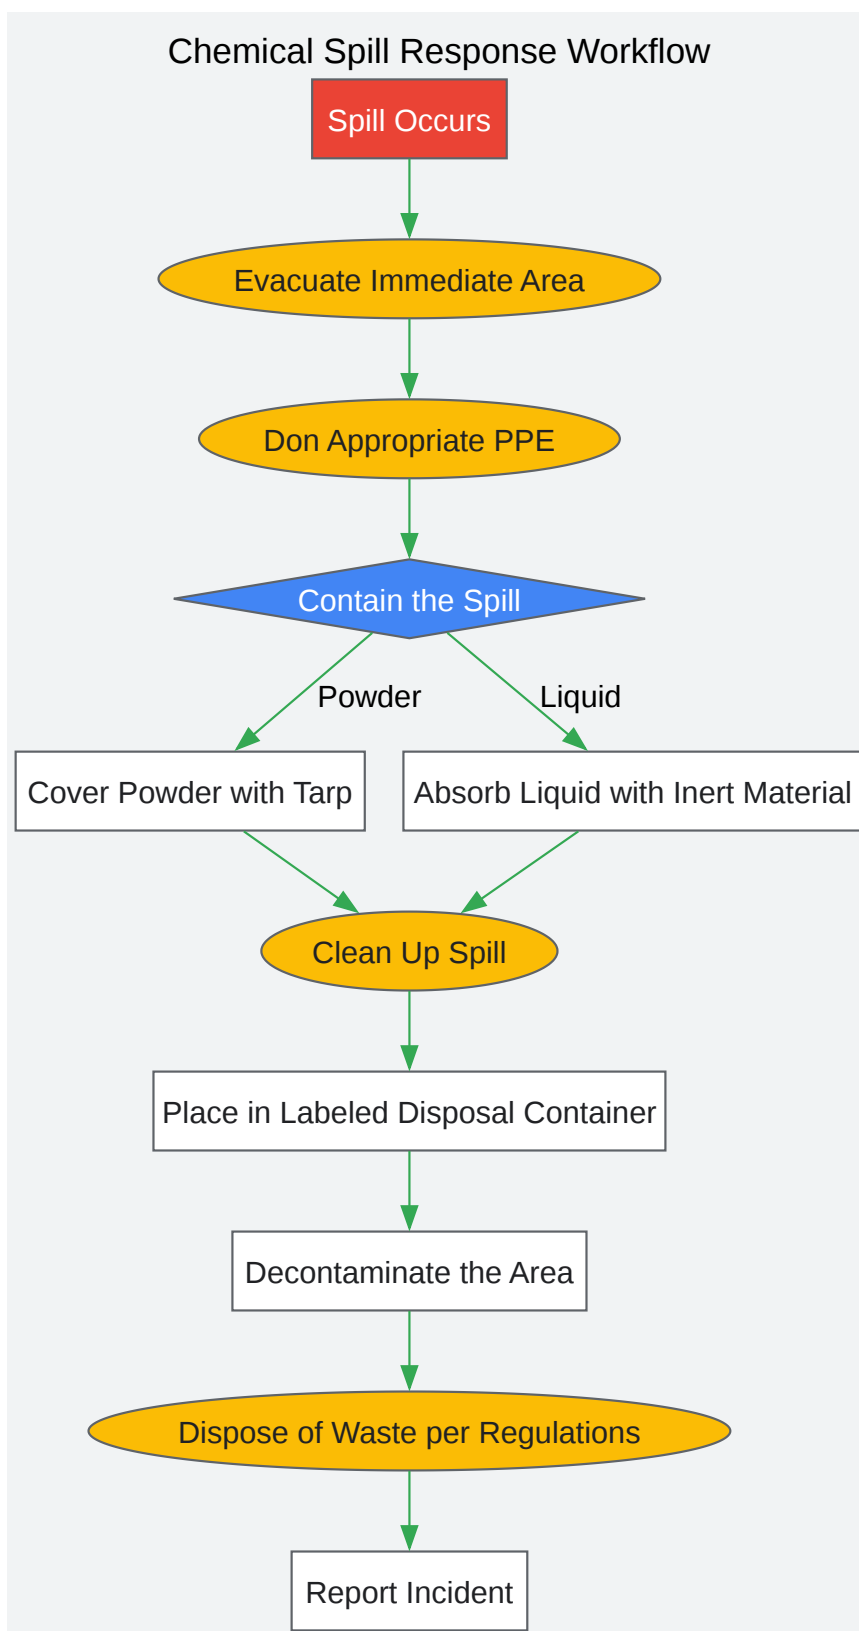 Chemical Spill Response Workflow
Spill Occurs
Evacuate Immediate Area
Don Appropriate PPE
Contain the Spill
Powder
Liquid
Cover Powder with Tarp
Absorb Liquid with Inert Material
Clean Up Spill
Place in Labeled Disposal Container
Decontaminate the Area
Dispose of Waste per Regulations
Report Incident